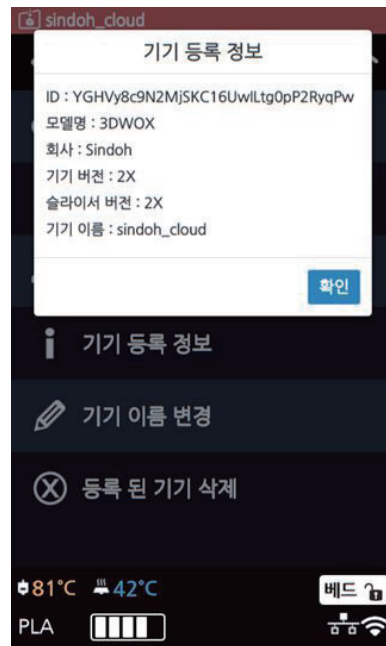 sindoh_cloud
기기 등록 정보
ID : YGHVy8c9N2MjSKC16UwlLtg0pP2RyqPw
모델명 : 3DWOX
회사 : Sindoh
기기 버전 : 2X
슬라이서 버전 : 2X
기기 이름 : sindoh_cloud
확인
기기 등록 정보
기기 이름 변경
등록 된 기기 삭제
81°C 42°C 베드
PLA